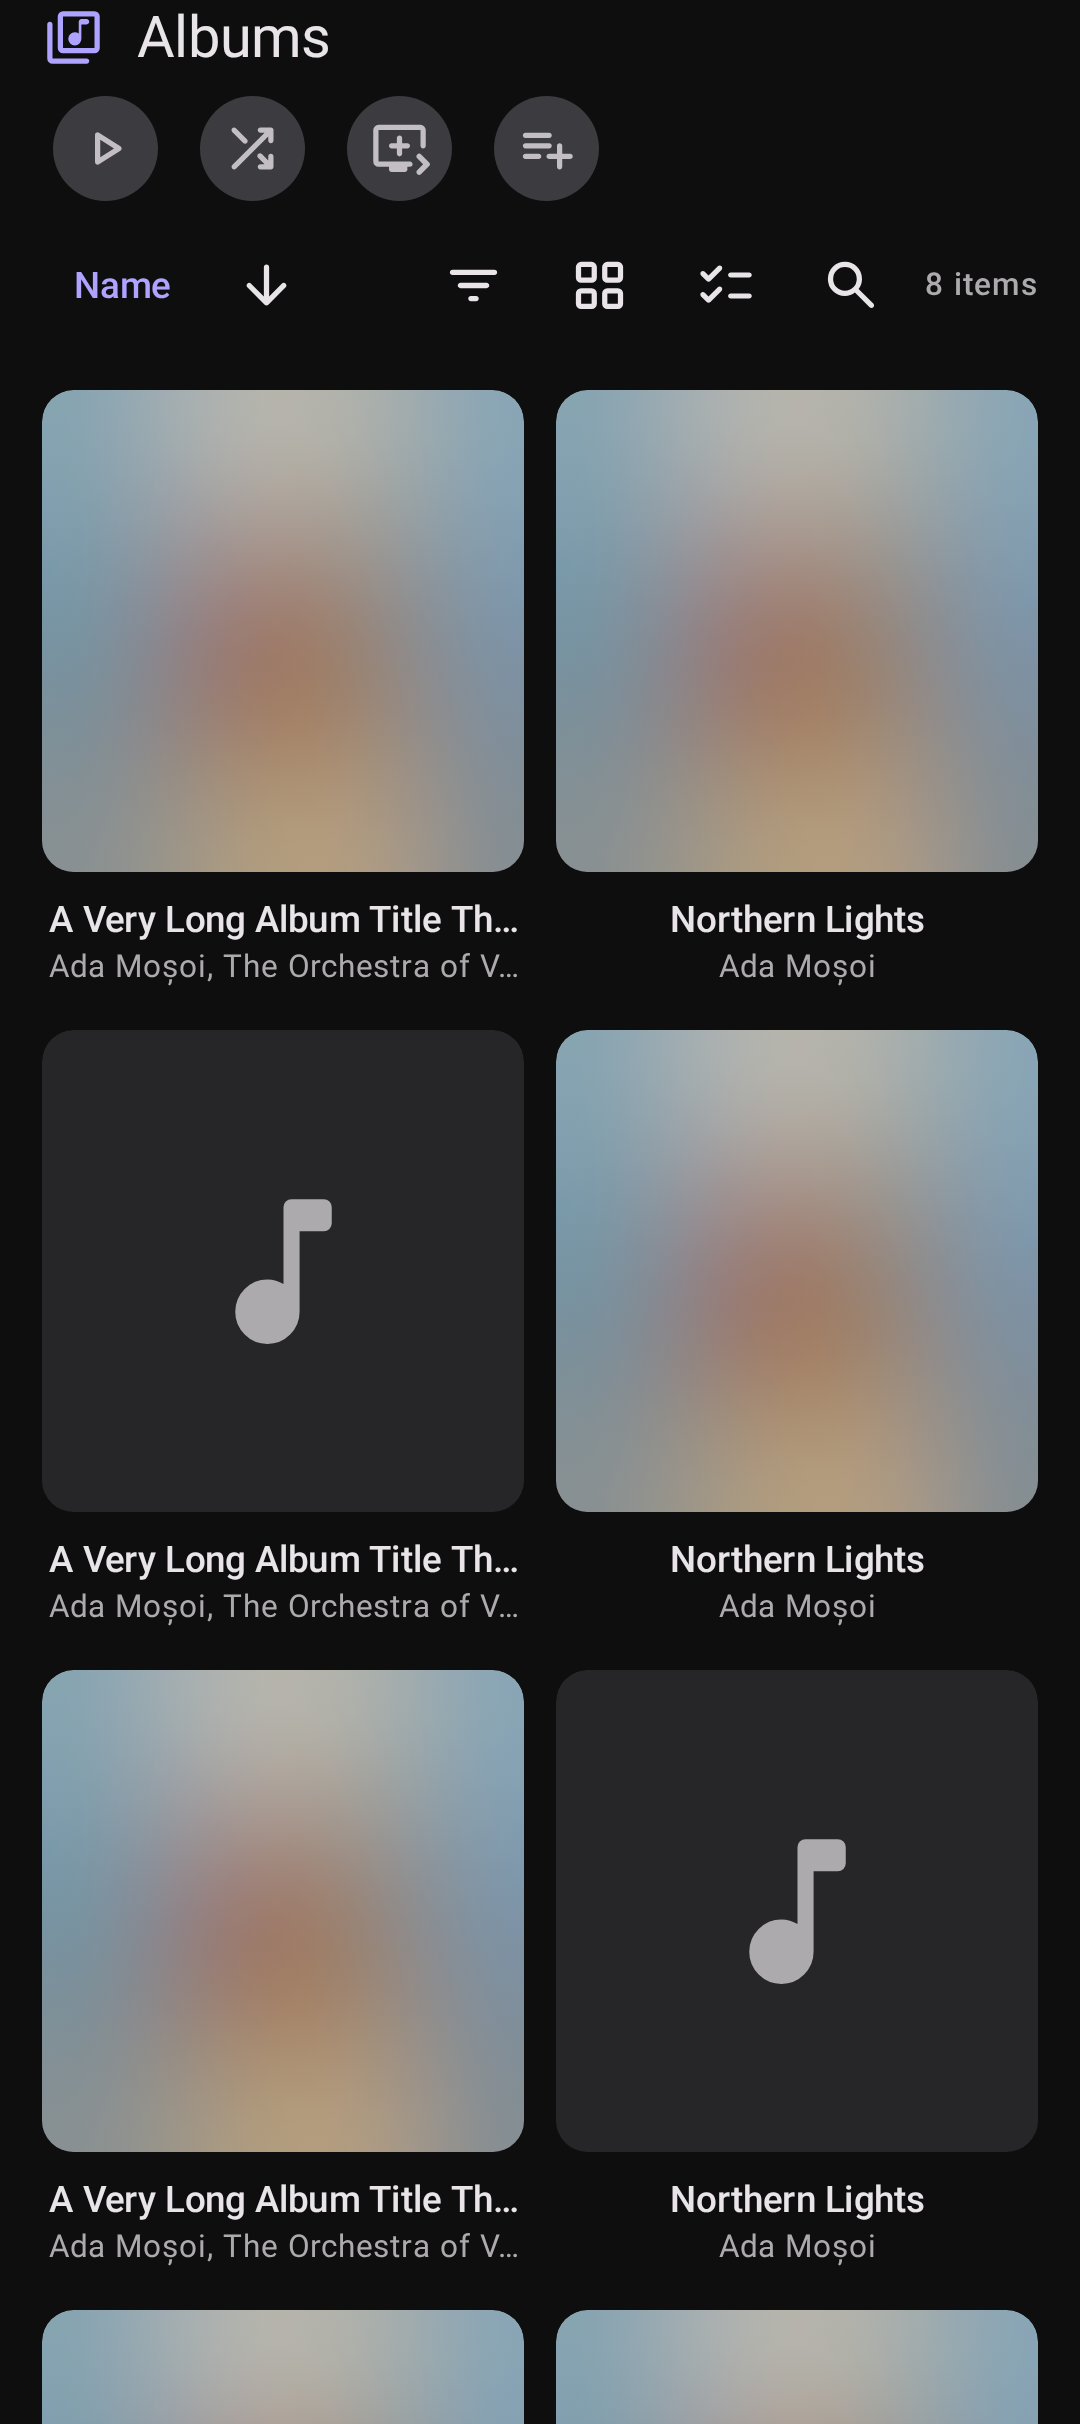 Albums
Name
8 items
A Very Long Album Title Th...
Ada Moșoi, The Orchestra of V...
Northern Lights
Ada Moșoi
A Very Long Album Title Th...
Ada Moșoi, The Orchestra of V...
Northern Lights
Ada Moșoi
A Very Long Album Title Th...
Ada Moșoi, The Orchestra of V...
Northern Lights
Ada Moșoi